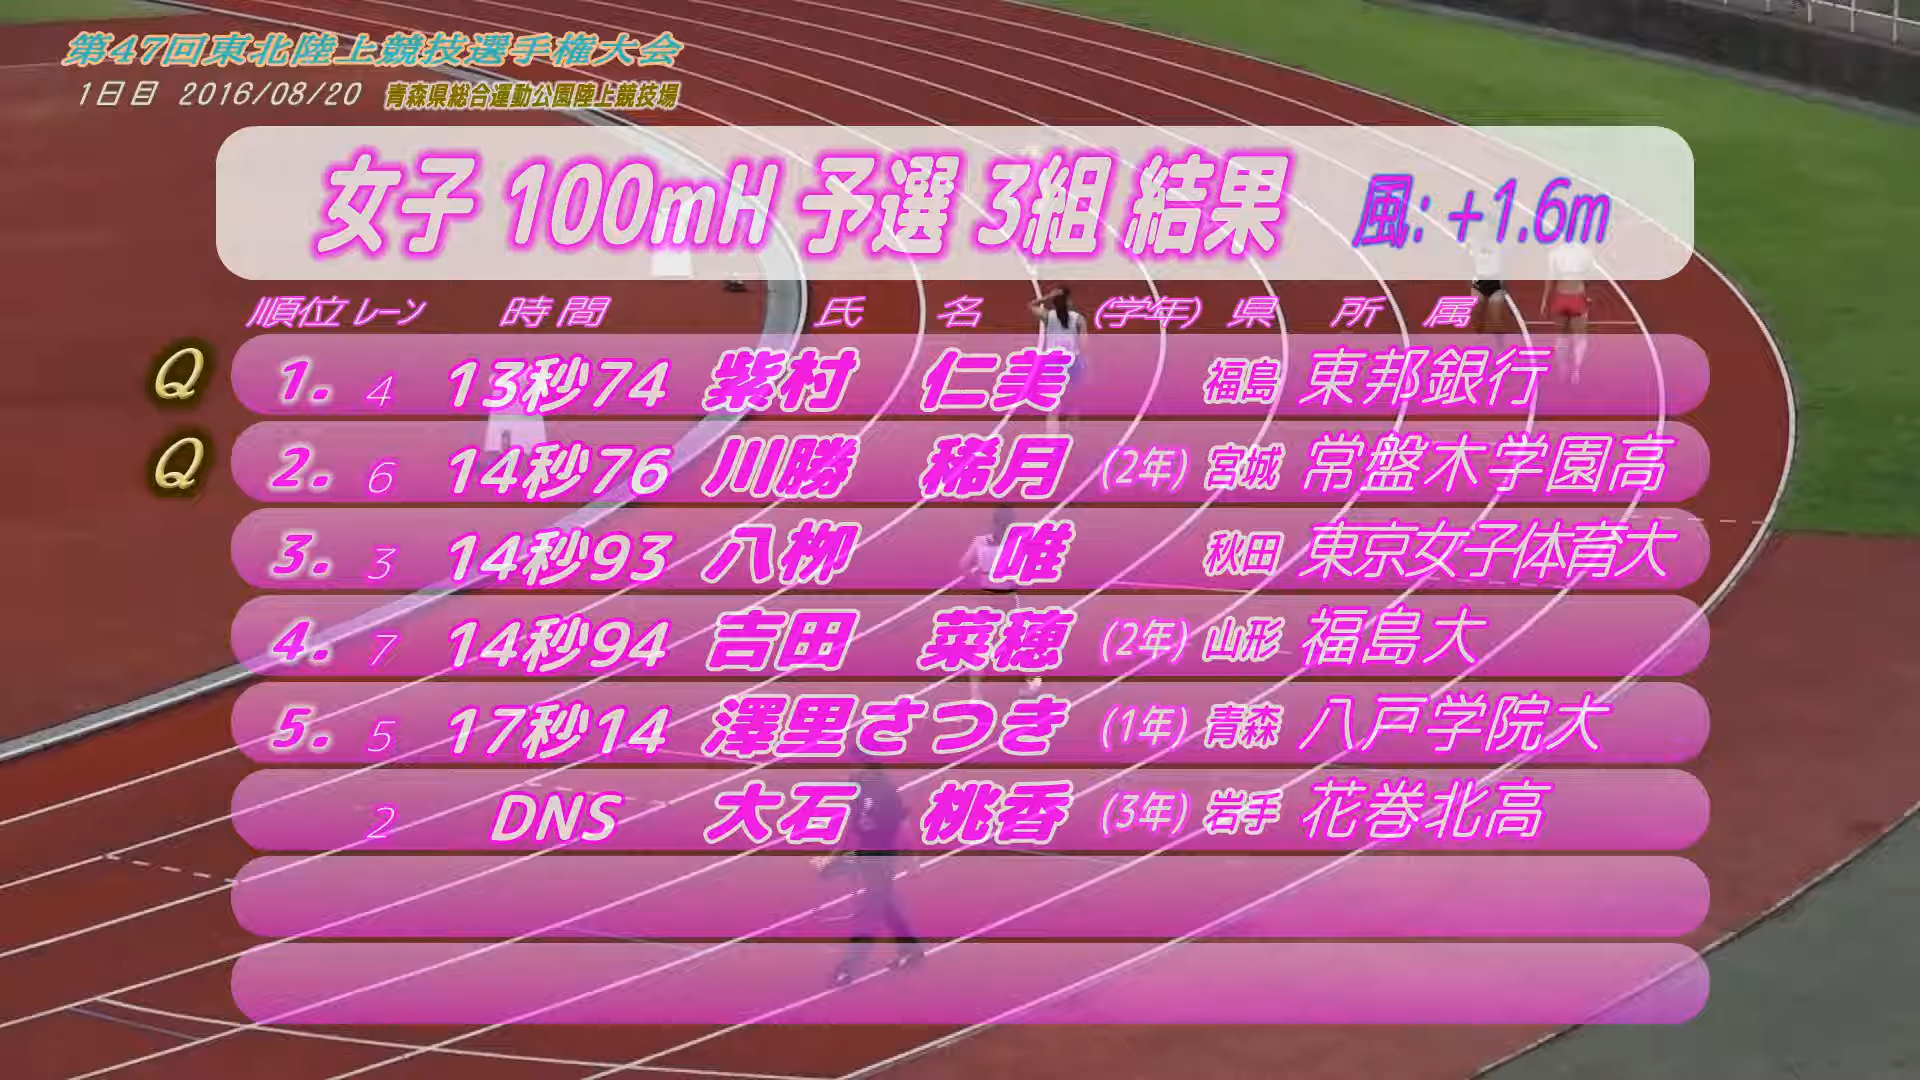 第47回東北陸上競技選手権大会
1日目 2016/08/20 青森県総合運動公園陸上競技場
女子 100mH 予選 3組 結果 風: +1.6m
順位 レーン 時間 氏名 (学年) 県 所属
Q 1. 4 13秒74 紫村 仁美 福島 東邦銀行
Q 2. 6 14秒76 川勝 稀月 (2年) 宮城 常盤木学園高
3. 3 14秒93 八栁 唯 秋田 東京女子体育大
4. 7 14秒94 吉田 菜穂 (2年) 山形 福島大
5. 5 17秒14 澤里さつき (1年) 青森 八戸学院大
2 DNS 大石 桃香 (3年) 岩手 花巻北高